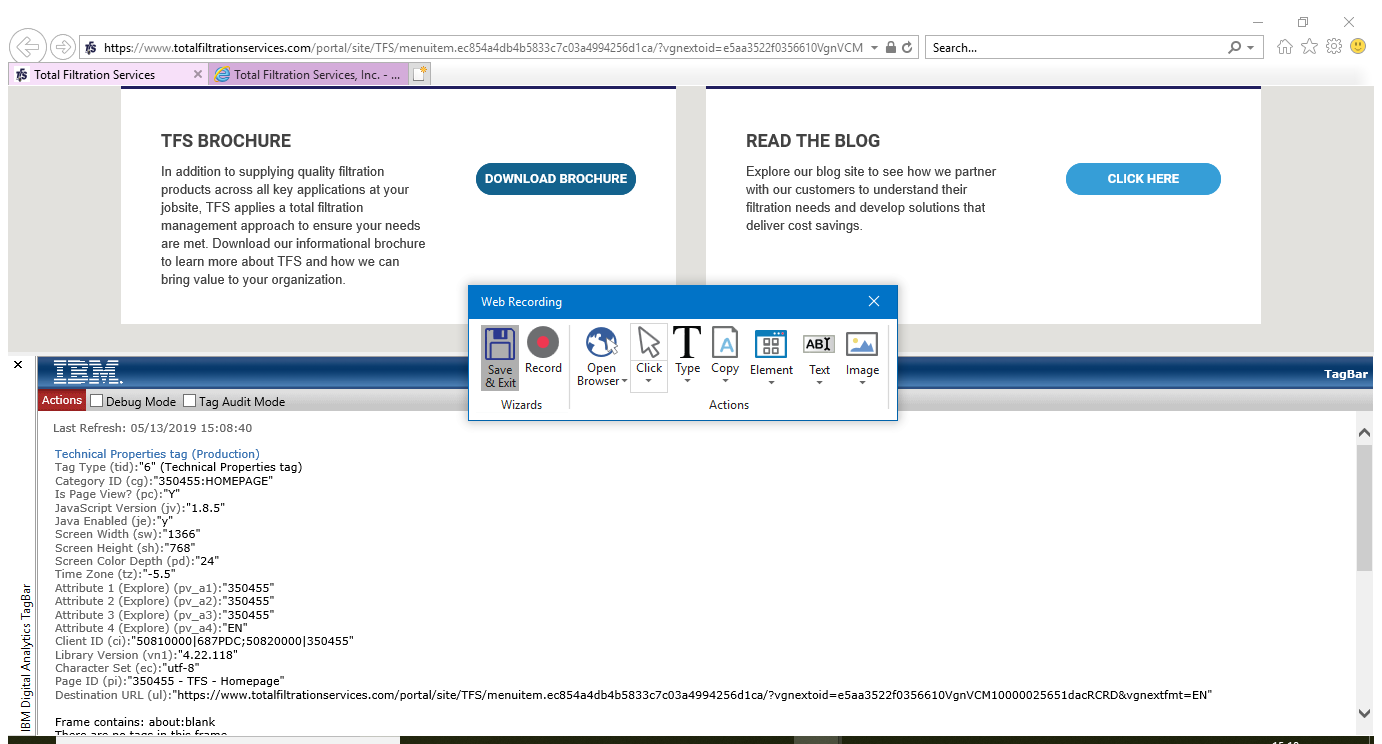 https://www.totalfiltrationservices.com/portal/site/TFS/menuitem.ec854a4db4b5833c7c03a4994256d1ca/?vgnextoid=e5aa3522f0356610VgnVCM
Search...
Total Filtration Services
Total Filtration Services, Inc. - ...
TFS BROCHURE
In addition to supplying quality filtration
products across all key applications at your
jobsite, TFS applies a total filtration
management approach to ensure your needs
are met. Download our informational brochure
to learn more about TFS and how we can
bring value to your organization.
DOWNLOAD BROCHURE
READ THE BLOG
Explore our blog site to see how we partner
with our customers to understand their
filtration needs and develop solutions that
deliver cost savings.
CLICK HERE
Web Recording
Save
& Exit
Record
Open
Browser
Click
Type
Copy
Element
Text
Image
Wizards
Actions
IBM.
TagBar
Actions
Debug Mode
Tag Audit Mode
Last Refresh: 05/13/2019 15:08:40
Technical Properties tag (Production)
Tag Type (tid):"6" (Technical Properties tag)
Category ID (cg):"350455:HOMEPAGE"
Is Page View? (pc):"Y"
JavaScript Version (jv):"1.8.5"
Java Enabled (je):"y"
Screen Width (sw):"1366"
Screen Height (sh):"768"
Screen Color Depth (pd):"24"
Time Zone (tz):"-5.5"
Attribute 1 (Explore) (pv_a1):"350455"
Attribute 2 (Explore) (pv_a2):"350455"
Attribute 3 (Explore) (pv_a3):"350455"
Attribute 4 (Explore) (pv_a4):"EN"
Client ID (ci):"50810000|687PDC;50820000|350455"
Library Version (vn1):"4.22.118"
Character Set (ec):"utf-8"
Page ID (pi):"350455 - TFS - Homepage"
Destination URL (ul):"https://www.totalfiltrationservices.com/portal/site/TFS/menuitem.ec854a4db4b5833c7c03a4994256d1ca/?vgnextoid=e5aa3522f0356610VgnVCM10000025651dacRCRD&vgnextfmt=EN"
Frame contains: about:blank
There are no tags in this frame
IBM Digital Analytics TagBar